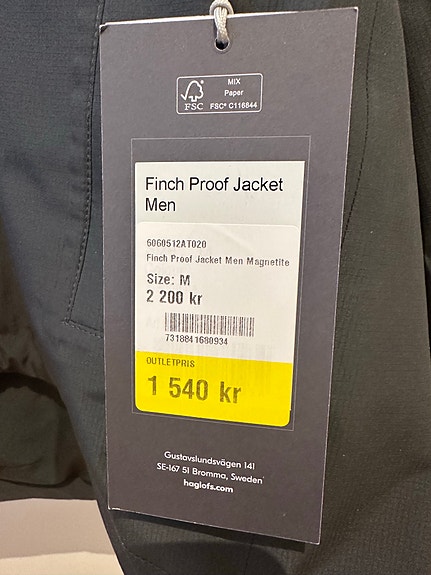 MIX
Paper
FSC
FSC® C116844
Finch Proof Jacket
Men
6060512AT020
Finch Proof Jacket Men Magnetite
Size: M
2 200 kr
7318841680934
OUTLETPRIS
1 540 kr
Gustavslundsvägen 141
SE-167 51 Bromma, Sweden
haglofs.com